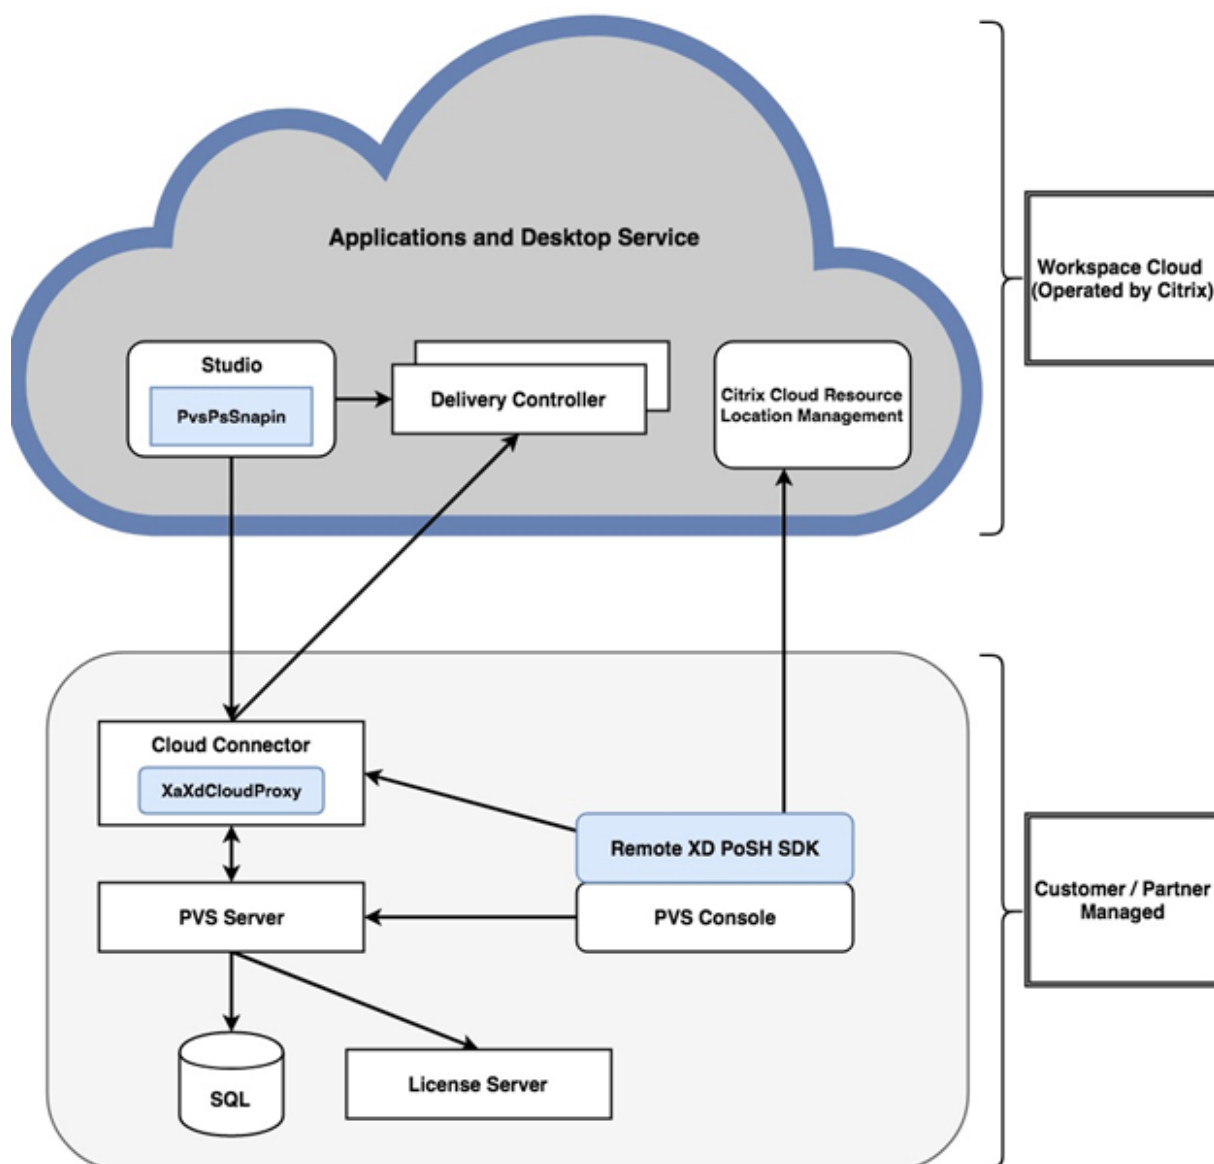 Applications and Desktop Service
Workspace Cloud
(Operated by Citrix)
Studio
PvsPsSnapin
Delivery Controller
Citrix Cloud Resource
Location Management
Cloud Connector
XaXdCloudProxy
Remote XD PoSH SDK
PVS Server
PVS Console
Customer / Partner
Managed
SQL
License Server